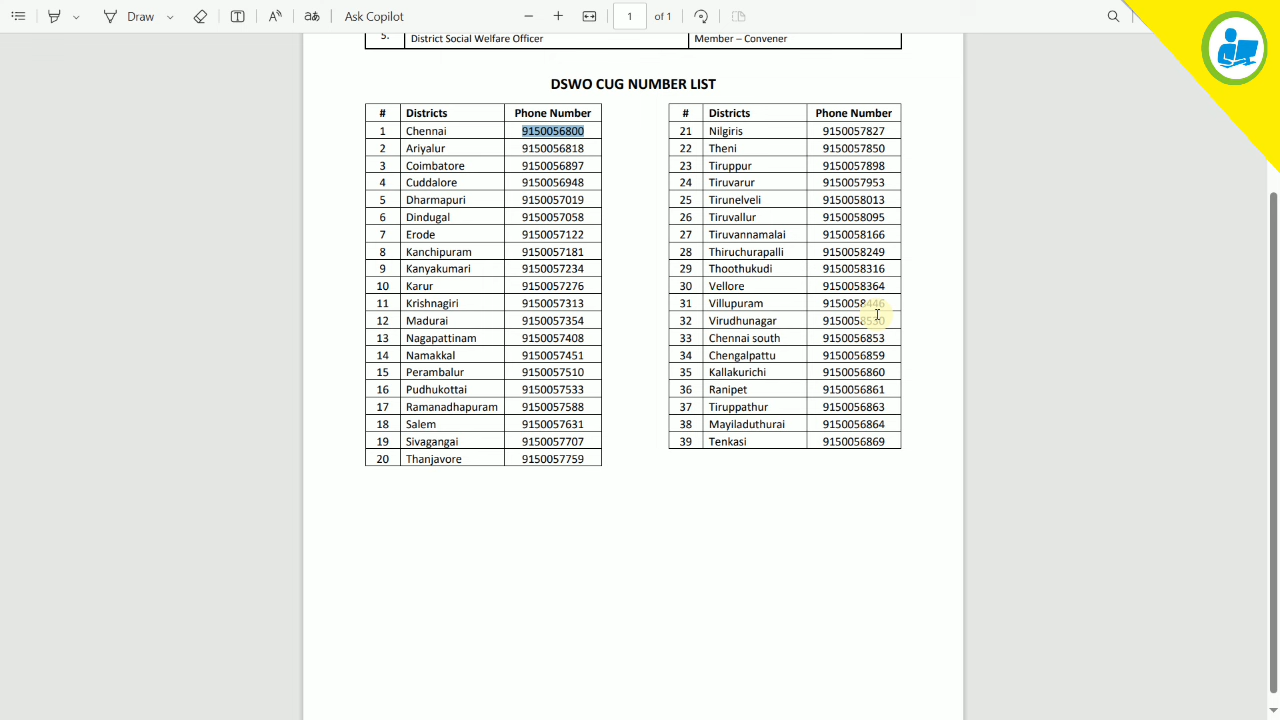 Draw
Ask Copilot
1 of 1
5. District Social Welfare Officer Member – Convener
DSWO CUG NUMBER LIST
# Districts Phone Number
1 Chennai 9150056800
2 Ariyalur 9150056818
3 Coimbatore 9150056897
4 Cuddalore 9150056948
5 Dharmapuri 9150057019
6 Dindugal 9150057058
7 Erode 9150057122
8 Kanchipuram 9150057181
9 Kanyakumari 9150057234
10 Karur 9150057276
11 Krishnagiri 9150057313
12 Madurai 9150057354
13 Nagapattinam 9150057408
14 Namakkal 9150057451
15 Perambalur 9150057510
16 Pudhukottai 9150057533
17 Ramanadhapuram 9150057588
18 Salem 9150057631
19 Sivagangai 9150057707
20 Thanjavore 9150057759
# Districts Phone Number
21 Nilgiris 9150057827
22 Theni 9150057850
23 Tiruppur 9150057898
24 Tiruvarur 9150057953
25 Tirunelveli 9150058013
26 Tiruvallur 9150058095
27 Tiruvannamalai 9150058166
28 Thiruchurapalli 9150058249
29 Thoothukudi 9150058316
30 Vellore 9150058364
31 Villupuram 9150058446
32 Virudhunagar 9150058530
33 Chennai south 9150056853
34 Chengalpattu 9150056859
35 Kallakurichi 9150056860
36 Ranipet 9150056861
37 Tiruppathur 9150056863
38 Mayiladuthurai 9150056864
39 Tenkasi 9150056869